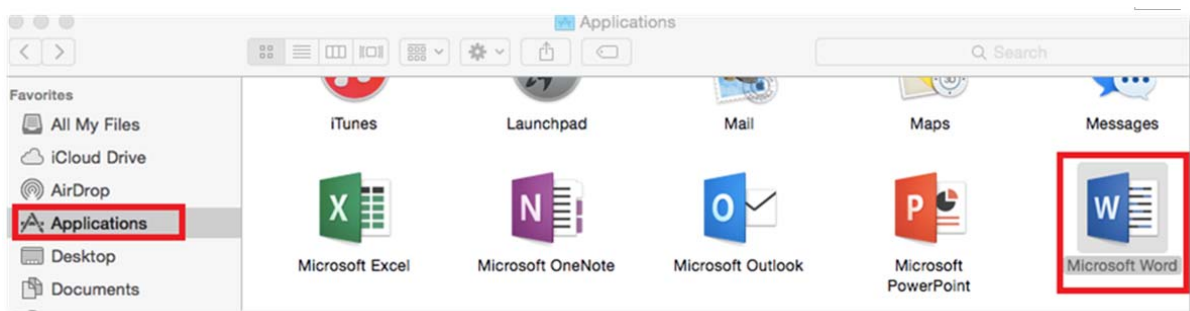 Applications
Search
Favorites
All My Files
iCloud Drive
AirDrop
Applications
Desktop
Documents
iTunes
Launchpad
Mail
Maps
Messages
Microsoft Excel
Microsoft OneNote
Microsoft Outlook
Microsoft
PowerPoint
Microsoft Word